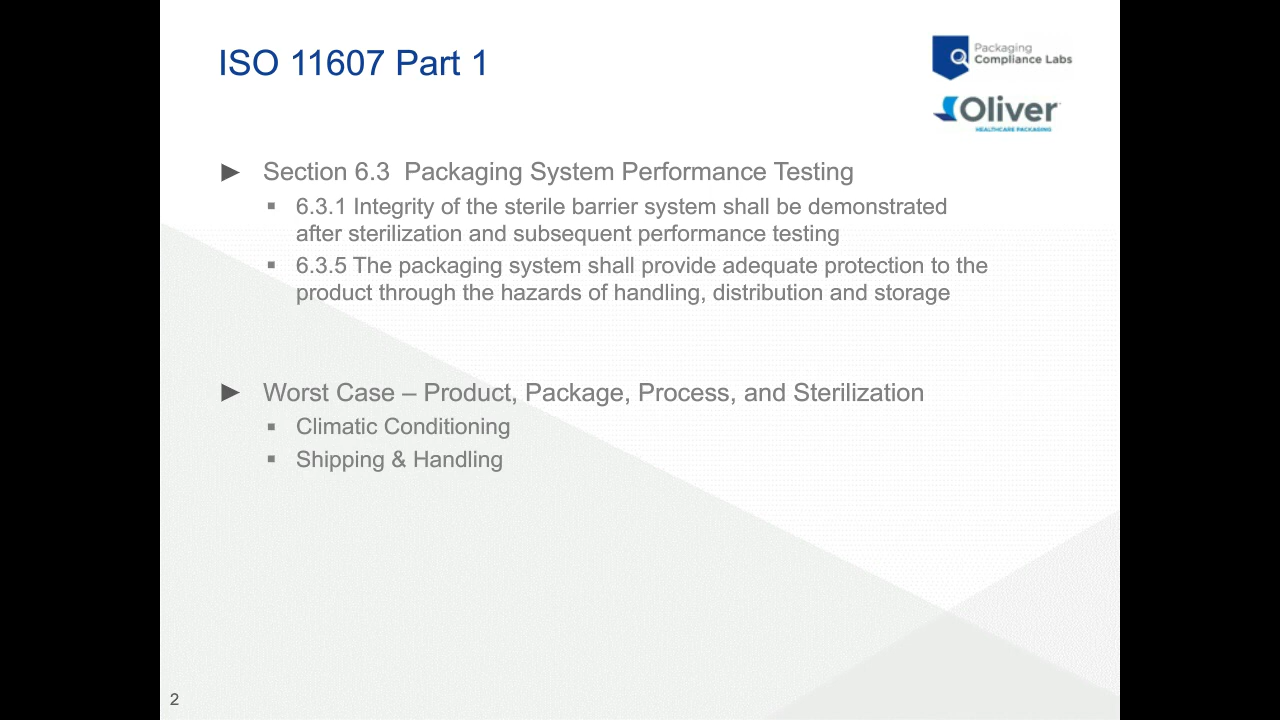 ISO 11607 Part 1
Packaging
Compliance Labs
Oliver
HEALTHCARE PACKAGING
► Section 6.3 Packaging System Performance Testing
▪ 6.3.1 Integrity of the sterile barrier system shall be demonstrated
after sterilization and subsequent performance testing
▪ 6.3.5 The packaging system shall provide adequate protection to the
product through the hazards of handling, distribution and storage
► Worst Case – Product, Package, Process, and Sterilization
▪ Climatic Conditioning
▪ Shipping & Handling
2